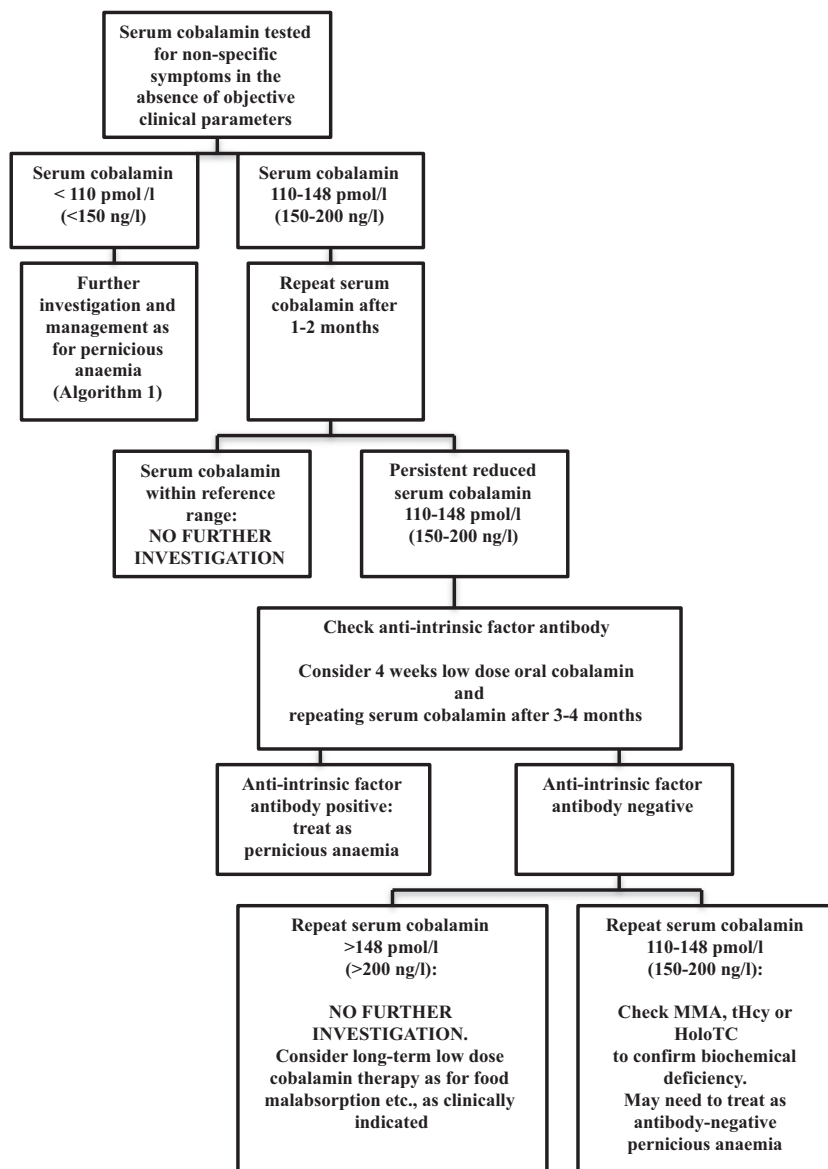 Serum cobalamin tested
for non-specific
symptoms in the
absence of objective
clinical parameters
Serum cobalamin
< 110 pmol/l
(<150 ng/l)
Serum cobalamin
110-148 pmol/l
(150-200 ng/l)
Further
investigation and
management as
for pernicious
anaemia
(Algorithm 1)
Repeat serum
cobalamin after
1-2 months
Serum cobalamin
within reference
range:
NO FURTHER
INVESTIGATION
Persistent reduced
serum cobalamin
110-148 pmol/l
(150-200 ng/l)
Check anti-intrinsic factor antibody
Consider 4 weeks low dose oral cobalamin
and
repeating serum cobalamin after 3-4 months
Anti-intrinsic factor
antibody positive:
treat as
pernicious anaemia
Anti-intrinsic factor
antibody negative
Repeat serum cobalamin
>148 pmol/l
(>200 ng/l):
NO FURTHER
INVESTIGATION.
Consider long-term low dose
cobalamin therapy as for food
malabsorption etc., as clinically
indicated
Repeat serum cobalamin
110-148 pmol/l
(150-200 ng/l):
Check MMA, tHcy or
HoloTC
to confirm biochemical
deficiency.
May need to treat as
antibody-negative
pernicious anaemia